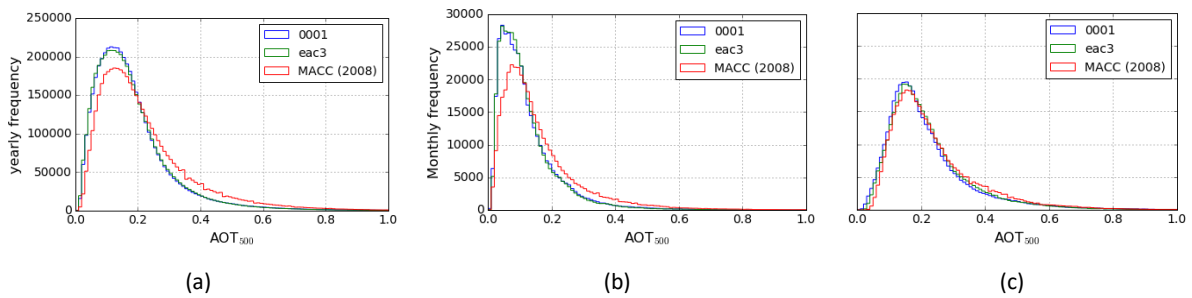 250000
200000
150000
100000
50000
0
yearly frequency
0001
eac3
MACC (2008)
0.0 0.2 0.4 0.6 0.8 1.0
AOT500
(a)
30000
25000
20000
15000
10000
5000
0
Monthly frequency
0001
eac3
MACC (2008)
0.0 0.2 0.4 0.6 0.8 1.0
AOT500
(b)
0001
eac3
MACC (2008)
0.0 0.2 0.4 0.6 0.8 1.0
AOT500
(c)